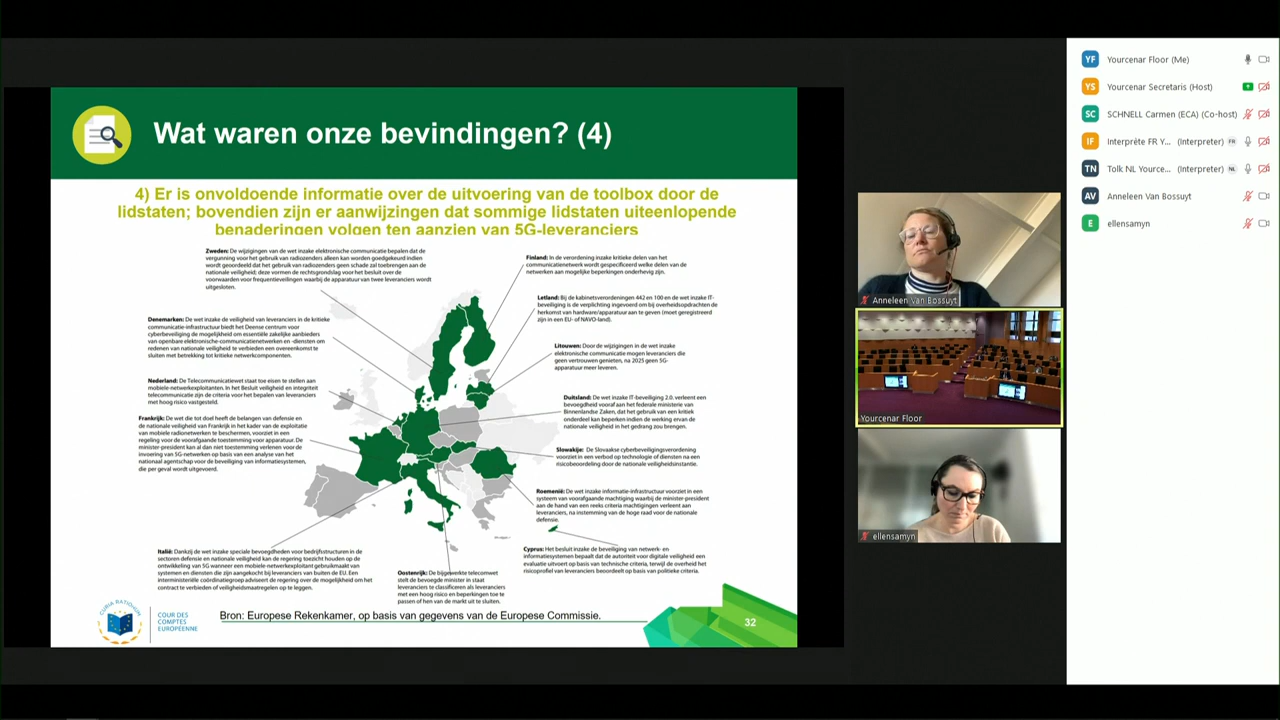 Wat waren onze bevindingen? (4)
4) Er is onvoldoende informatie over de uitvoering van de toolbox door de
lidstaten; bovendien zijn er aanwijzingen dat sommige lidstaten uiteenlopende
benaderingen volgen ten aanzien van 5G-leveranciers
Zweden: De wijzigingen van de wet inzake elektronische communicatie bepalen dat de
vergunning voor het gebruik van radiozenders alleen kan worden goedgekeurd indien
wordt geoordeeld dat het gebruik van radiozenders geen schade zal toebrengen aan de
nationale veiligheid; deze vormen de rechtsgrondslag voor het besluit over de
voorwaarden voor frequentieveilingen waarbij de apparatuur van twee leveranciers wordt
uitgesloten.
Finland: In de verordening inzake kritieke delen van het
communicatienetwerk wordt gespecificeerd welke delen van de
netwerken aan mogelijke beperkingen onderhevig zijn.
Letland: Bij de kabinetsverordeningen 442 en 100 en de wet inzake IT-
beveiliging is de verplichting ingevoerd om bij overheidsopdrachten de
herkomst van hardware/apparatuur aan te geven (moet geregistreerd
zijn in een EU- of NAVO-land).
Denemarken: De wet inzake de veiligheid van leveranciers in de kritieke
communicatie-infrastructuur biedt het Deense centrum voor
cyberbeveiliging de mogelijkheid om essentiële zakelijke aanbieders
van openbare elektronische-communicatienetwerken en -diensten om
redenen van nationale veiligheid te verbieden een overeenkomst te
sluiten met betrekking tot kritieke netwerkcomponenten.
Litouwen: Door de wijzigingen in de wet inzake
elektronische communicatie mogen leveranciers die
geen vertrouwen genieten, na 2025 geen 5G-
apparatuur meer leveren.
Nederland: De Telecommunicatiewet staat toe eisen te stellen aan
mobiele-netwerkexploitanten. In het Besluit veiligheid en integriteit
telecommunicatie zijn de criteria voor het bepalen van leveranciers
met hoog risico vastgesteld.
Duitsland: De wet inzake IT-beveiliging 2.0. verleent een
bevoegdheid vooraf aan het federale ministerie van
Binnenlandse Zaken, dat het gebruik van een kritiek
onderdeel kan beperken indien de werking ervan de
nationale veiligheid in het gedrang zou brengen.
Frankrijk: De wet die tot doel heeft de belangen van defensie en
de nationale veiligheid van Frankrijk in het kader van de exploitatie
van mobiele radionetwerken te beschermen, voorziet in een
regeling voor de voorafgaande toestemming voor apparatuur. De
minister-president kan al dan niet toestemming verlenen voor de
invoering van 5G-netwerken op basis van een analyse van het
nationaal agentschap voor de beveiliging van informatiesystemen,
die per geval wordt uitgevoerd.
Slowakije: De Slovaakse cyberbeveiligingsverordening
voorziet in een verbod op technologie of diensten na een
risicobeoordeling door de nationale veiligheidsinstantie.
Roemenië: De wet inzake informatie-infrastructuur voorziet in een
systeem van voorafgaande machtiging waarbij de minister-president
aan de hand van een reeks criteria machtigingen verleent aan
leveranciers, na instemming van de hoge raad voor de nationale
defensie.
Italië: Dankzij de wet inzake speciale bevoegdheden voor bedrijfsstructuren in de
sectoren defensie en nationale veiligheid kan de regering toezicht houden op de
ontwikkeling van 5G wanneer een mobiele-netwerkexploitant gebruikmaakt van
systemen en diensten die zijn aangekocht bij leveranciers van buiten de EU. Een
interministeriële coördinatiegroep adviseert de regering over de mogelijkheid om het
contract te verbieden of veiligheidsmaatregelen op te leggen.
Cyprus: Het besluit inzake de beveiliging van netwerk- en
informatiesystemen bepaalt dat de autoriteit voor digitale veiligheid een
evaluatie uitvoert op basis van technische criteria, terwijl de overheid het
risicoprofiel van leveranciers beoordeelt op basis van politieke criteria.
Oostenrijk: De bijgewerkte telecomwet
stelt de bevoegde minister in staat
leveranciers te classificeren als leveranciers
met een hoog risico en beperkingen toe te
passen of hen van de markt uit te sluiten.
CURIA RATIONUM
COUR DES
COMPTES
EUROPÉENNE
Bron: Europese Rekenkamer, op basis van gegevens van de Europese Commissie.
32
Anneleen Van Bossuyt
Yourcenar Floor
ellensamyn
YF Yourcenar Floor (Me)
YS Yourcenar Secretaris (Host)
SC SCHNELL Carmen (ECA) (Co-host)
IF Interprète FR Y... (Interpreter) FR
TN Tolk NL Yource... (Interpreter) NL
AV Anneleen Van Bossuyt
E ellensamyn